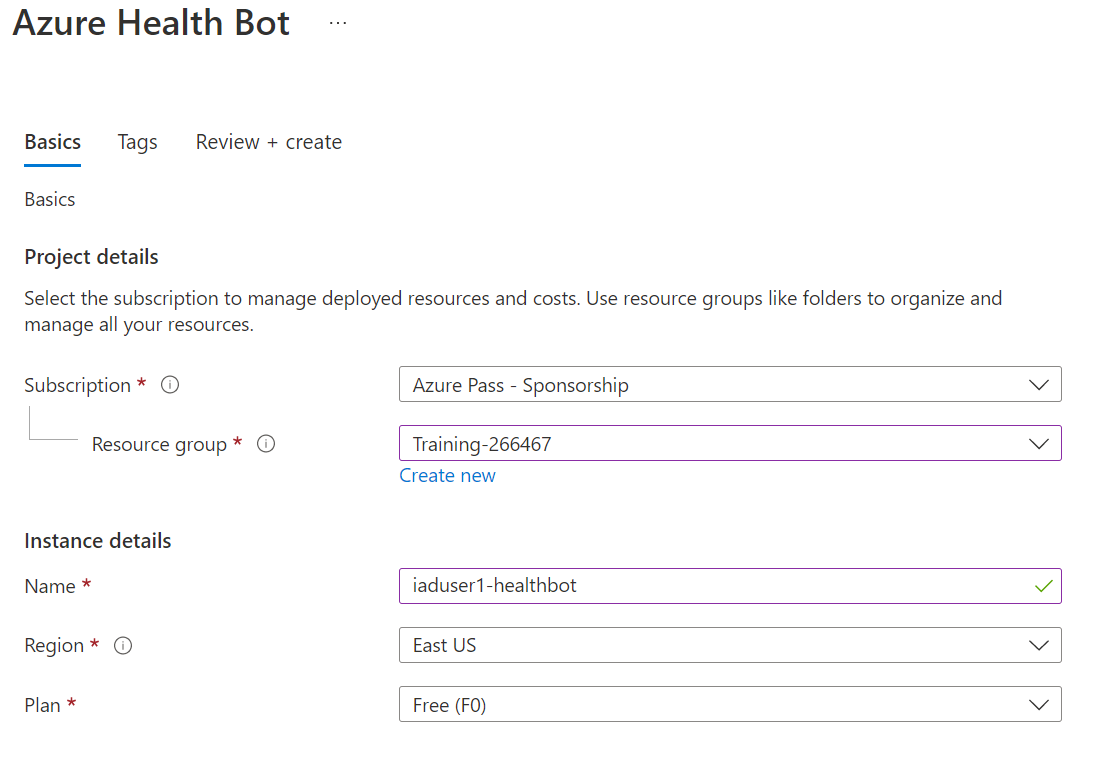 Azure Health Bot ...
Basics Tags Review + create
Basics
Project details
Select the subscription to manage deployed resources and costs. Use resource groups like folders to organize and
manage all your resources.
Subscription * Azure Pass - Sponsorship
Resource group * Training-266467
Create new
Instance details
Name * iaduser1-healthbot
Region * East US
Plan * Free (F0)